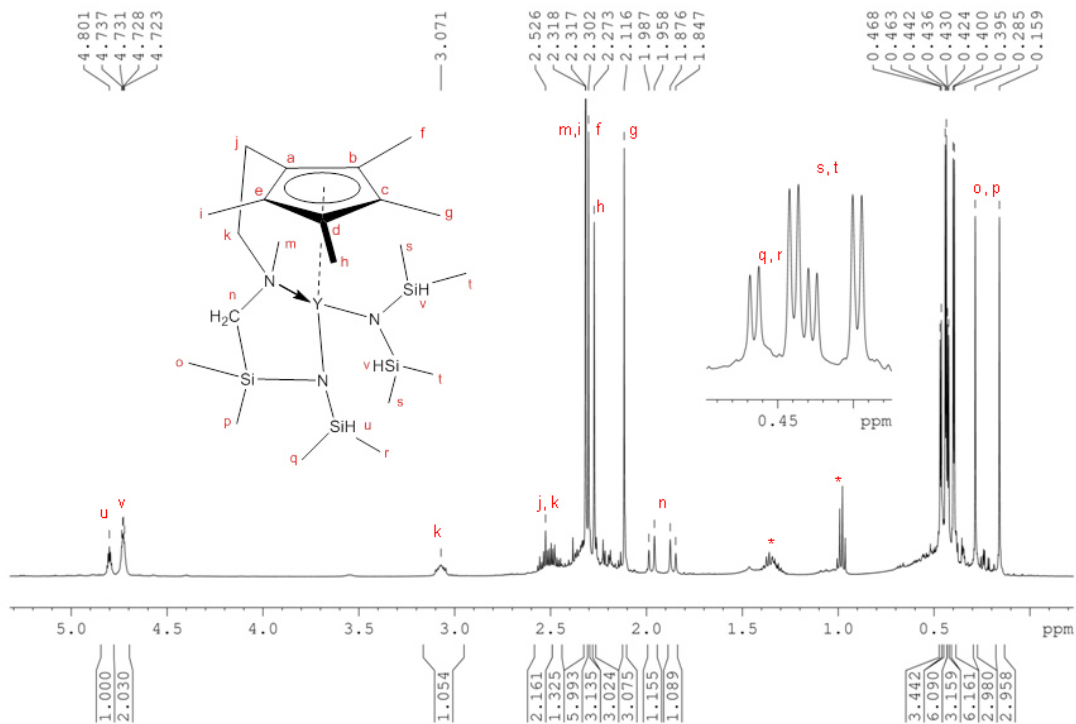 4.801
4.737
4.731
4.728
4.723
3.071
2.526
2.318
2.317
2.302
2.273
2.116
1.987
1.958
1.876
1.847
0.468
0.463
0.442
0.436
0.430
0.424
0.400
0.395
0.285
0.159
m,i f g
h
s, t
o, p
q, r
0.45 ppm
j f
a b
e c
i g
d
k m
h
s
N
n SiH t
Y v
H₂C N
o v HSi
Si N t
s
p SiH u
q r
u v k j, k n * *
5.0 4.5 4.0 3.5 3.0 2.5 2.0 1.5 1.0 0.5 ppm
1.000
2.030
1.054
2.161
1.325
5.993
3.135
3.024
3.075
1.155
1.089
3.442
6.090
3.159
6.161
2.980
2.958